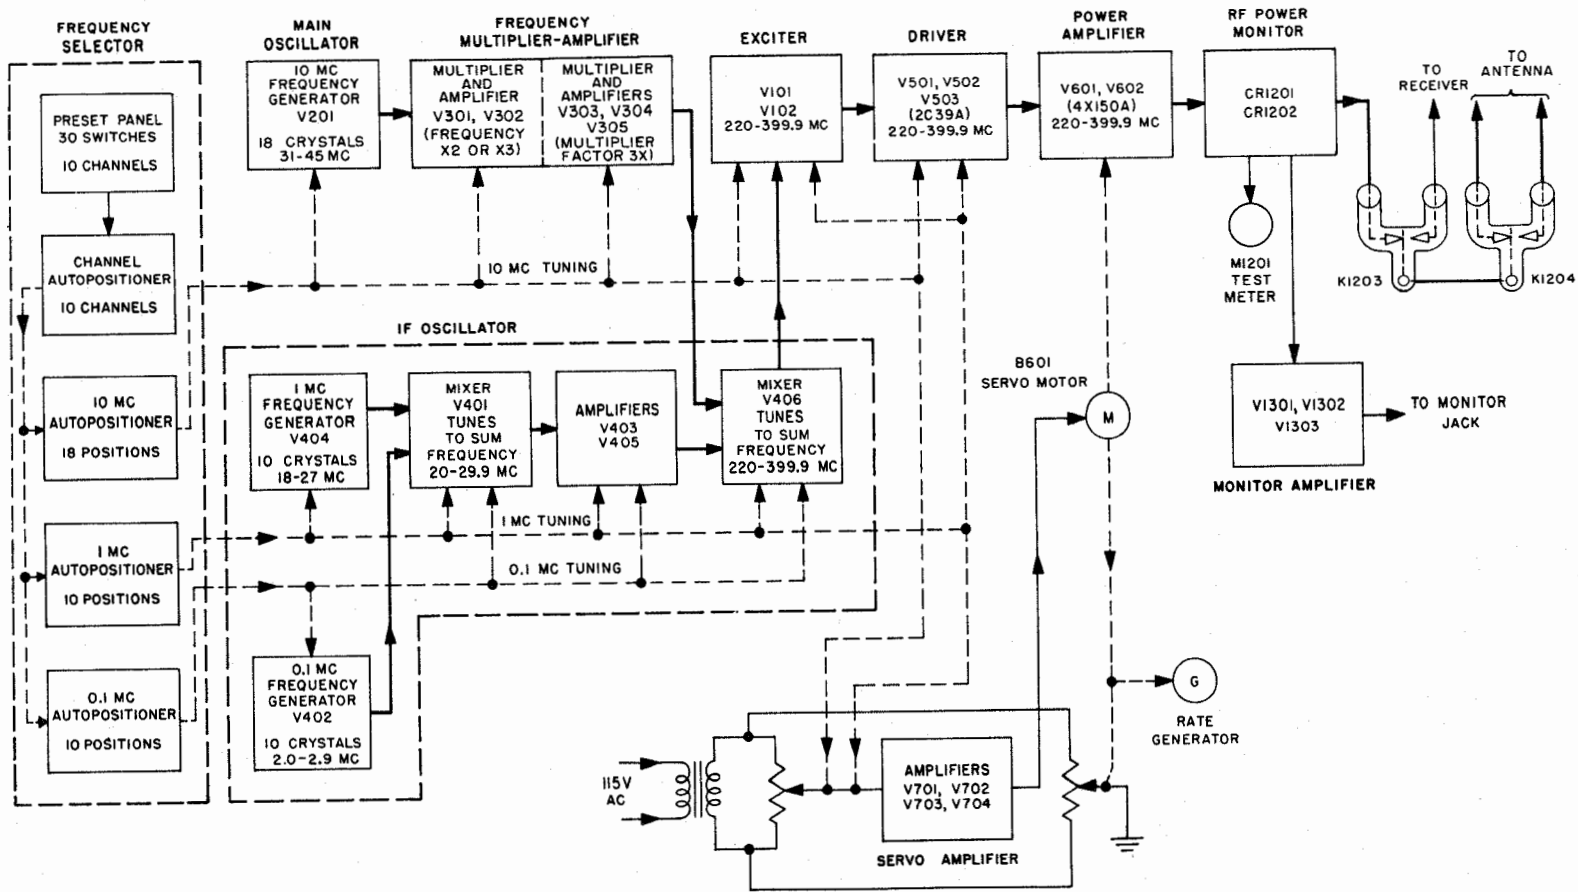 FREQUENCY
SELECTOR
MAIN
OSCILLATOR
FREQUENCY
MULTIPLIER-AMPLIFIER
EXCITER
DRIVER
POWER
AMPLIFIER
RF POWER
MONITOR
PRESET PANEL
30 SWITCHES
10 CHANNELS
10 MC
FREQUENCY
GENERATOR
V201
18 CRYSTALS
31-45 MC
MULTIPLIER
AND
AMPLIFIER
V301, V302
(FREQUENCY
X2 OR X3)
MULTIPLIER
AND
AMPLIFIERS
V303, V304
V305
(MULTIPLIER
FACTOR 3X)
V101
V102
220-399.9 MC
V501, V502
V503
(2C39A)
220-399.9 MC
V601, V602
(4X150A)
220-399.9 MC
CR1201
CR1202
TO
RECEIVER
TO
ANTENNA
CHANNEL
AUTOPOSITIONER
10 CHANNELS
10 MC TUNING
M1201
TEST
METER
K1203
K1204
IF OSCILLATOR
10 MC
AUTOPOSITIONER
18 POSITIONS
1 MC
FREQUENCY
GENERATOR
V404
10 CRYSTALS
18-27 MC
MIXER
V401
TUNES
TO SUM
FREQUENCY
20-29.9 MC
AMPLIFIERS
V403
V405
MIXER
V406
TUNES
TO SUM
FREQUENCY
220-399.9 MC
B601
SERVO MOTOR
M
V1301, V1302
V1303
TO MONITOR
JACK
MONITOR AMPLIFIER
1 MC TUNING
1 MC
AUTOPOSITIONER
10 POSITIONS
0.1 MC TUNING
0.1 MC
AUTOPOSITIONER
10 POSITIONS
0.1 MC
FREQUENCY
GENERATOR
V402
10 CRYSTALS
2.0-2.9 MC
G
RATE
GENERATOR
115V
AC
AMPLIFIERS
V701, V702
V703, V704
SERVO AMPLIFIER